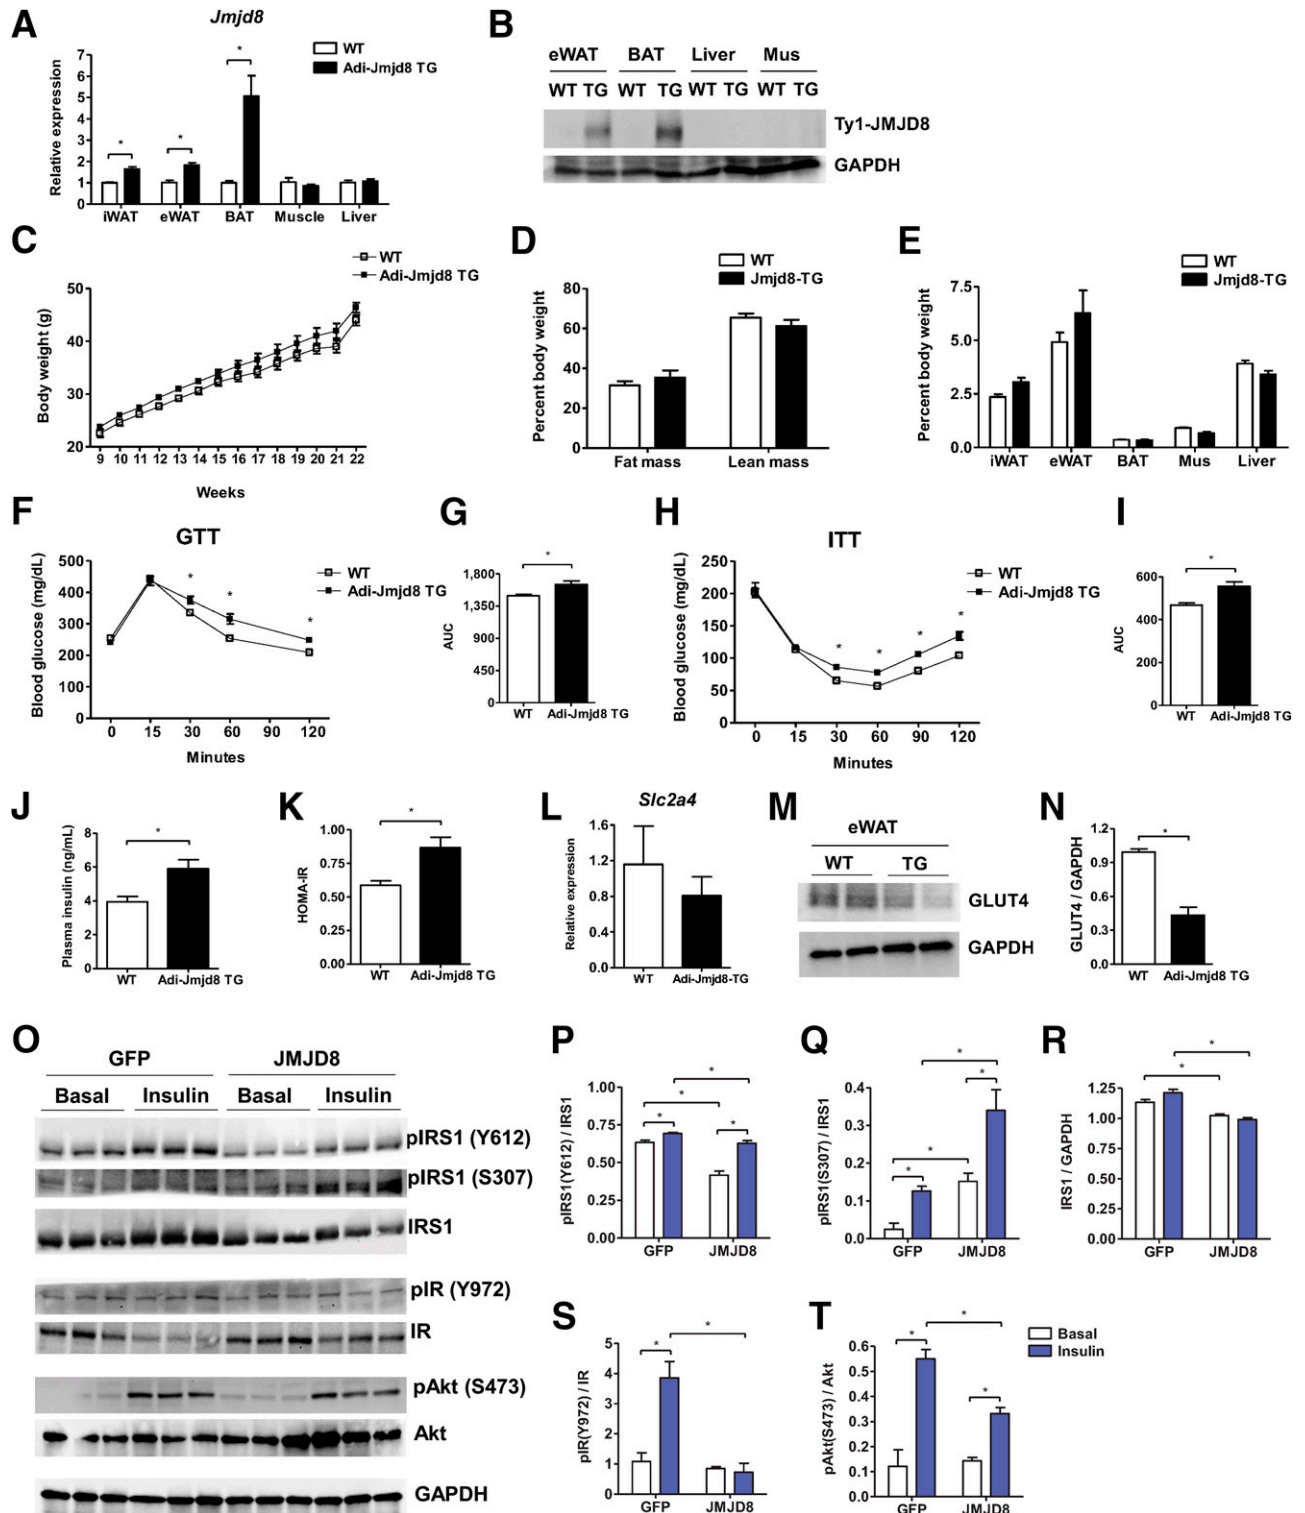 A
Jmjd8
WT
Adi-Jmjd8 TG
Relative expression
7
6
5
4
3
2
1
0
*
*
*
iWAT eWAT BAT Muscle Liver
B
eWAT BAT Liver Mus
WT TG WT TG WT TG WT TG
Ty1-JMJD8
GAPDH
C
WT
Adi-Jmjd8 TG
Body weight (g)
50
40
30
20
9 10 11 12 13 14 15 16 17 18 19 20 21 22
Weeks
D
WT
Jmjd8-TG
Percent body weight
80
60
40
20
0
Fat mass Lean mass
E
WT
Jmjd8-TG
Percent body weight
7.5
5.0
2.5
0.0
iWAT eWAT BAT Mus Liver
F
GTT
WT
Adi-Jmjd8 TG
Blood glucose (mg/dL)
500
400
300
200
100
0
*
*
*
0 15 30 60 90 120
Minutes
G
AUC
1,800
1,350
900
450
0
*
WT Adi-Jmjd8 TG
H
ITT
WT
Adi-Jmjd8 TG
Blood glucose (mg/dL)
250
200
150
100
50
0
* * * *
0 15 30 60 90 120
Minutes
I
AUC
600
400
200
0
*
WT Adi-Jmjd8 TG
J
Plasma insulin (ng/mL)
8
6
4
2
0
*
WT Adi-Jmjd8 TG
K
HOMA-IR
1.00
0.75
0.50
0.25
0.00
*
WT Adi-Jmjd8 TG
L
Slc2a4
Relative expression
1.6
1.2
0.8
0.4
0.0
WT Adi-Jmjd8-TG
M
eWAT
WT TG
GLUT4
GAPDH
N
GLUT4 / GAPDH
1.2
0.9
0.6
0.3
0.0
*
WT Adi-Jmjd8 TG
O
GFP JMJD8
Basal Insulin Basal Insulin
pIRS1 (Y612)
pIRS1 (S307)
IRS1
pIR (Y972)
IR
pAkt (S473)
Akt
GAPDH
P
pIRS1(Y612) / IRS1
1.00
0.75
0.50
0.25
0.00
*
*
* *
GFP JMJD8
Q
pIRS1(S307) / IRS1
0.4
0.3
0.2
0.1
0.0
*
*
*
*
GFP JMJD8
R
IRS1 / GAPDH
1.25
1.00
0.75
0.50
0.25
0.00
*
*
GFP JMJD8
S
pIR(Y972) / IR
5
4
3
2
1
0
*
*
GFP JMJD8
T
Basal
Insulin
pAkt(S473) / Akt
0.6
0.5
0.4
0.3
0.2
0.1
0.0
*
*
*
GFP JMJD8